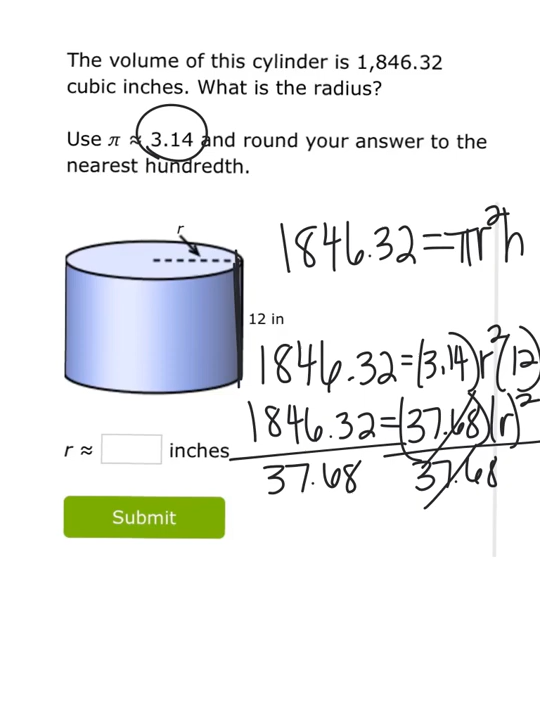 The volume of this cylinder is 1,846.32
cubic inches. What is the radius?
Use π ≈ 3.14 and round your answer to the
nearest hundredth.
r
1846.32=πr²h
12 in
1846.32=(3.14)r²(12)
1846.32=(37.68)(r)²
37.68 37.68
r ≈ inches
Submit